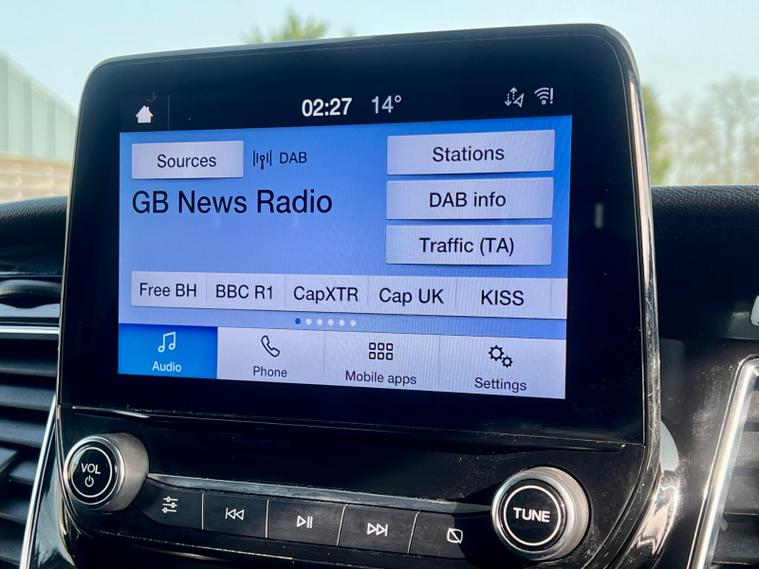 02:27 14°
Sources DAB
Stations
GB News Radio
DAB info
Traffic (TA)
Free BH BBC R1 CapXTR Cap UK KISS
Audio Phone Mobile apps Settings
VOL
TUNE